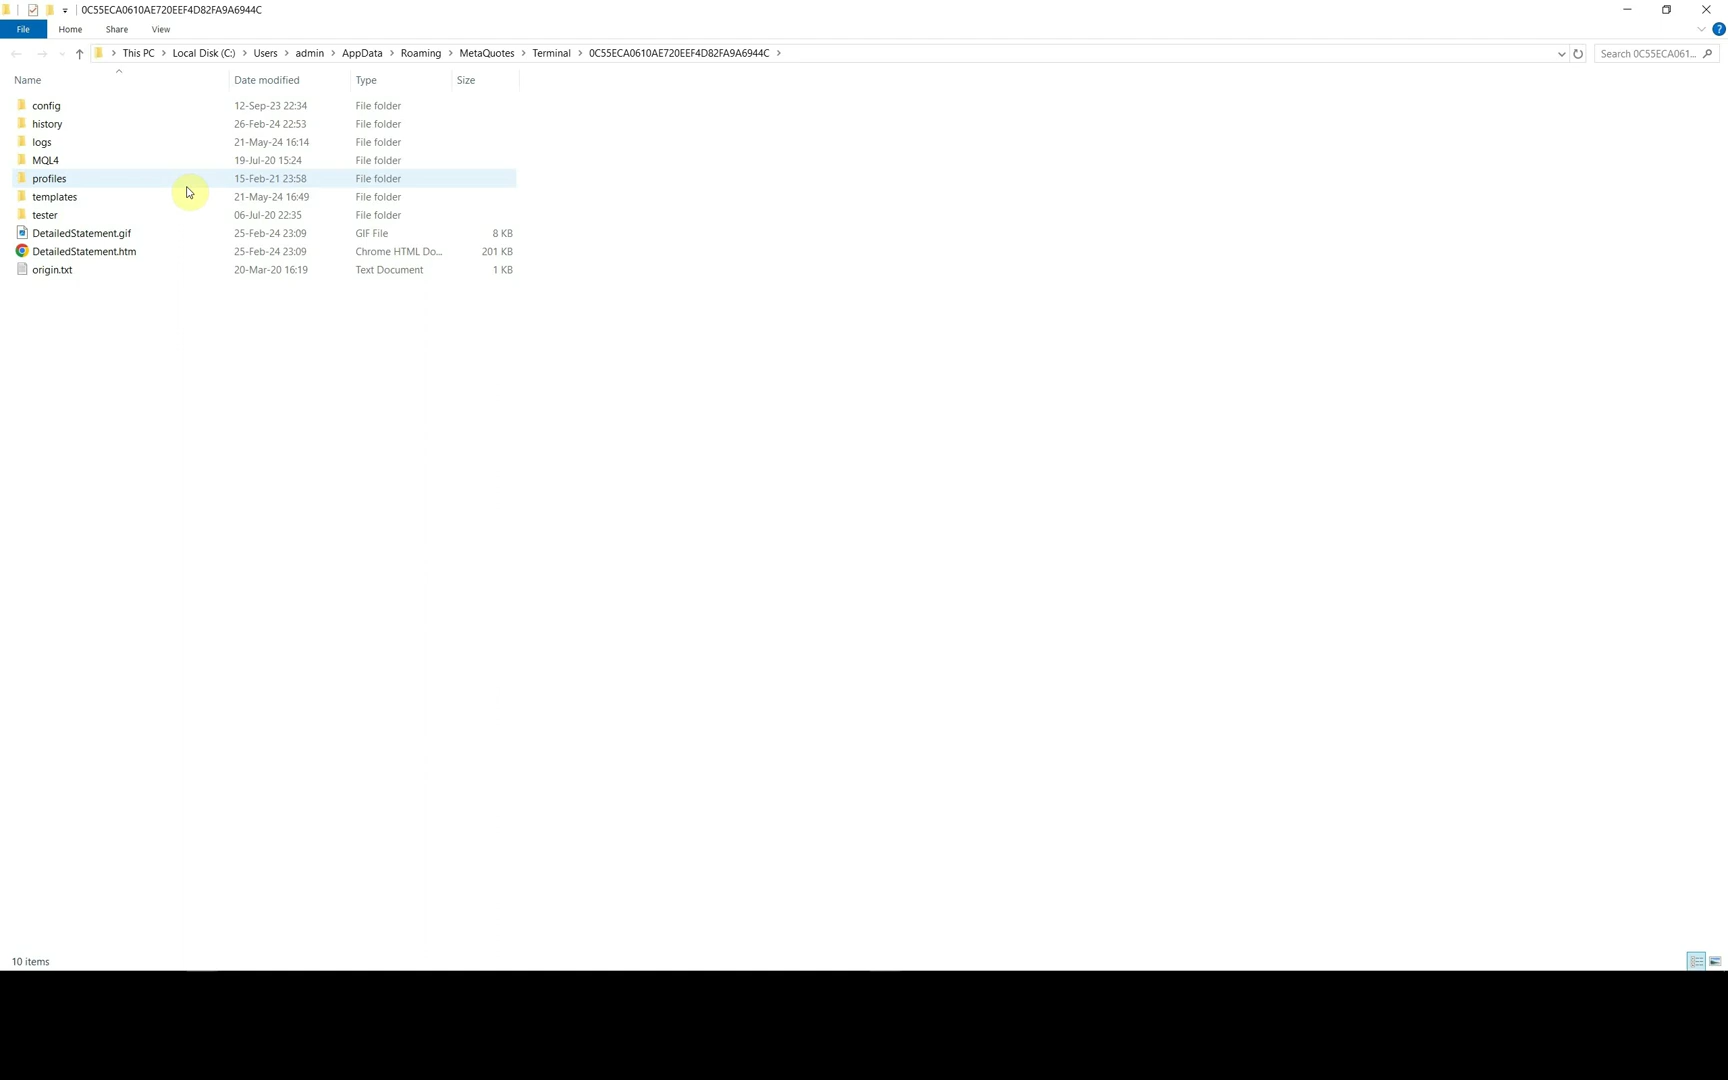 0C55ECA0610AE720EEF4D82FA9A6944C
File Home Share View
This PC Local Disk (C:) Users admin AppData Roaming MetaQuotes Terminal 0C55ECA0610AE720EEF4D82FA9A6944C Search 0C55ECA061...
Name Date modified Type Size
config 12-Sep-23 22:34 File folder
history 26-Feb-24 22:53 File folder
logs 21-May-24 16:14 File folder
MQL4 19-Jul-20 15:24 File folder
profiles 15-Feb-21 23:58 File folder
templates 21-May-24 16:49 File folder
tester 06-Jul-20 22:35 File folder
DetailedStatement.gif 25-Feb-24 23:09 GIF File 8 KB
DetailedStatement.htm 25-Feb-24 23:09 Chrome HTML Do... 201 KB
origin.txt 20-Mar-20 16:19 Text Document 1 KB
10 items